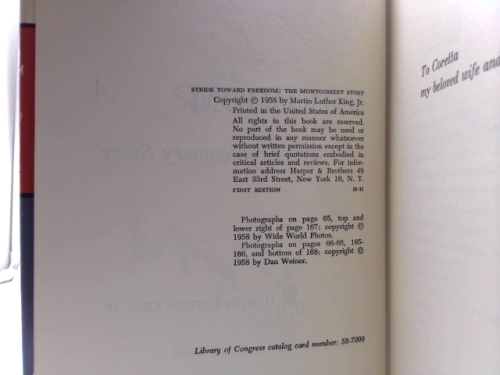 STRIDE TOWARD FREEDOM: THE MONTGOMERY STORY
Copyright © 1958 by Martin Luther King, Jr.
Printed in the United States of America
All rights in this book are reserved.
No part of the book may be used or
reproduced in any manner whatsoever
without written permission except in the
case of brief quotations embodied in
critical articles and reviews. For infor-
mation address Harper & Brothers 49
East 33rd Street, New York 16, N. Y.
FIRST EDITION
Photographs on page 65, top and
lower right of page 167: copyright ©
1958 by Wide World Photos.
Photographs on pages 66-68, 165-
166, and bottom of 168: copyright ©
1958 by Dan Weiner.
Library of Congress catalog card number: 58-7099
To Coretta
my beloved wife and